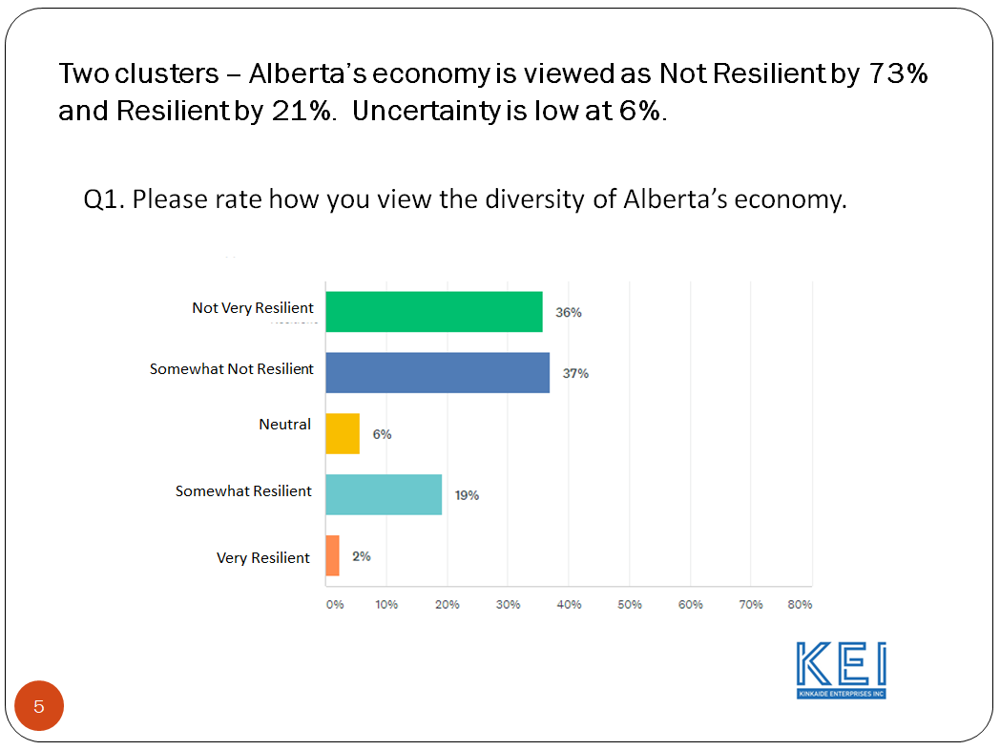 Two clusters – Alberta's economy is viewed as Not Resilient by 73%
and Resilient by 21%. Uncertainty is low at 6%.
Q1. Please rate how you view the diversity of Alberta's economy.
Not Very Resilient 36%
Somewhat Not Resilient 37%
Neutral 6%
Somewhat Resilient 19%
Very Resilient 2%
0% 10% 20% 30% 40% 50% 60% 70% 80%
KEI
KINKAIDE ENTERPRISES INC
5